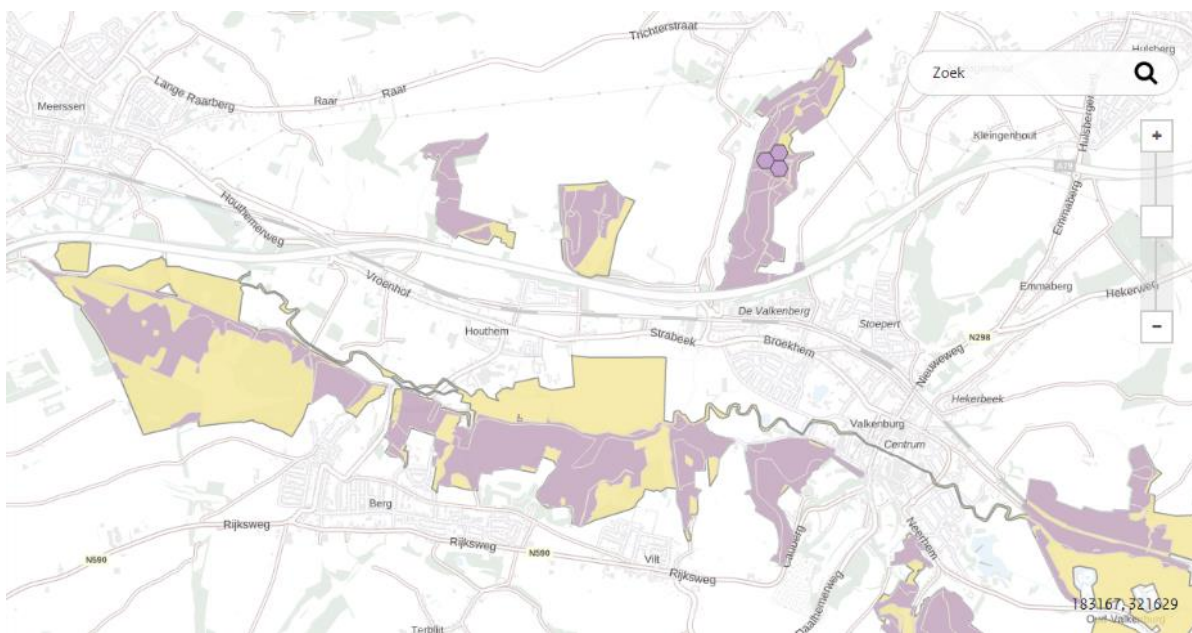 Trichterstraat
Hulsberg
Zoek
Lange Raarberg
Raar
Raar
Meerssen
Kleingenhout
Hulsberger
A79
Houthemerweg
Emmaberg
Vroenhof
Emmaberg
Hekerweg
De Valkenberg
Houthem
Strabeek
Stoepert
Broekhem
N298
Nieuweweg
Hekerbeek
Valkenburg
Centrum
Berg
Rijksweg
Neerhem
Rijksweg
N590
N590
Vilt
Cauberg
Rijksweg
Daalhemerweg
183167, 321629
Oud-Valkenburg
Terblijt